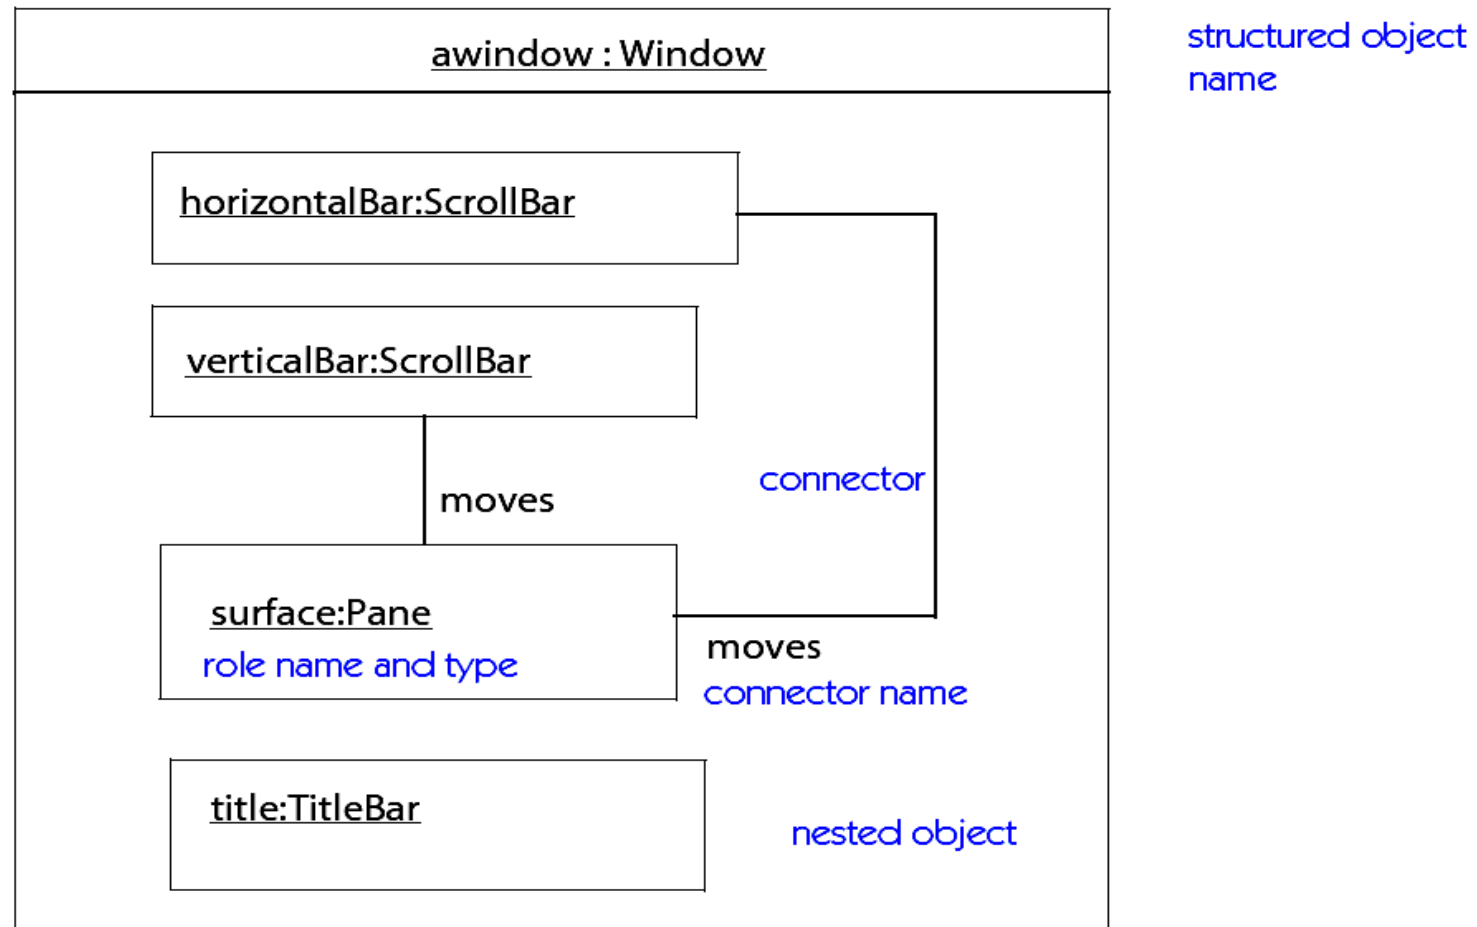 awindow : Window
structured object
name
horizontalBar:ScrollBar
verticalBar:ScrollBar
connector
moves
surface:Pane
role name and type
moves
connector name
title:TitleBar
nested object